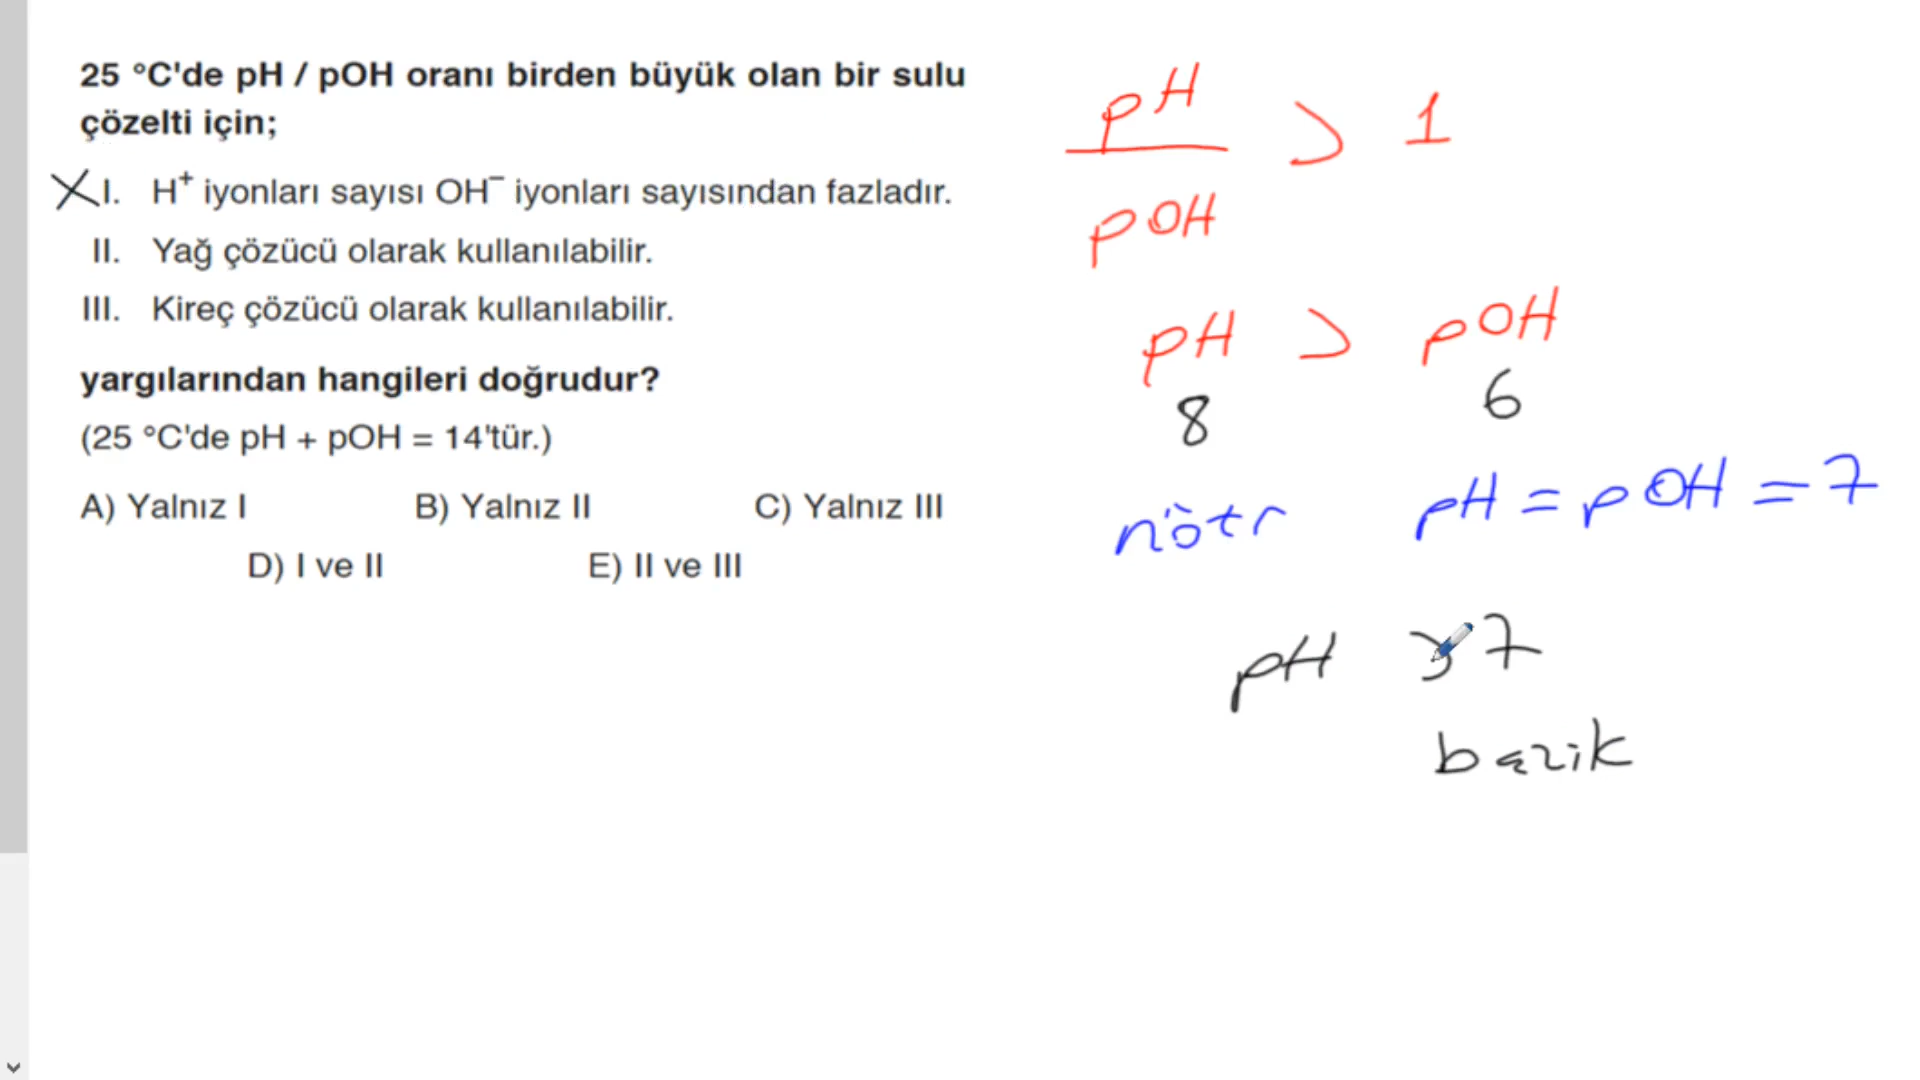 25 °C'de pH / pOH oranı birden büyük olan bir sulu
çözelti için;
I. H⁺ iyonları sayısı OH⁻ iyonları sayısından fazladır.
II. Yağ çözücü olarak kullanılabilir.
III. Kireç çözücü olarak kullanılabilir.
yargılarından hangileri doğrudur?
(25 °C'de pH + pOH = 14'tür.)
A) Yalnız I B) Yalnız II C) Yalnız III
D) I ve II E) II ve III
pH > 1
pOH
pH > pOH
8 6
nötr pH = pOH = 7
pH > 7
bazik